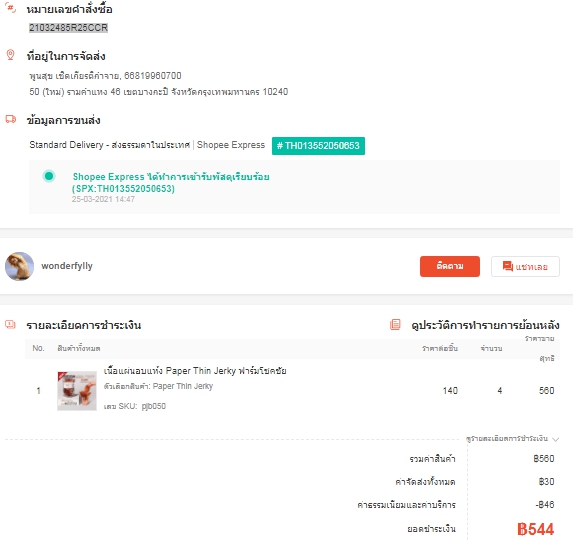 หมายเลขคำสั่งซื้อ
21032485R25CCR
ที่อยู่ในการจัดส่ง
พูนสุข เชิดเกียรติกำจาย, 66819960700
50 (ใหม่) รามคำแหง 46 เขตบางกะปิ จังหวัดกรุงเทพมหานคร 10240
ข้อมูลการขนส่ง
Standard Delivery - ส่งธรรมดาในประเทศ | Shopee Express # TH013552050653
Shopee Express ได้ทำการเข้ารับพัสดุเรียบร้อย
(SPX:TH013552050653)
25-03-2021 14:47
wonderfylly ติดตาม แชทเลย
รายละเอียดการชำระเงิน ดูประวัติการทำรายการย้อนหลัง
No. สินค้าทั้งหมด ราคาต่อชิ้น จำนวน ราคาขายสุทธิ
1 เนื้อแผ่นอบแห้ง Paper Thin Jerky ฟาร์มโชคชัย 140 4 560
ตัวเลือกสินค้า: Paper Thin Jerky
เลข SKU: pjb050
ดูรายละเอียดการชำระเงิน
รวมค่าสินค้า ฿560
ค่าจัดส่งทั้งหมด ฿30
ค่าธรรมเนียมและค่าบริการ -฿46
ยอดชำระเงิน ฿544